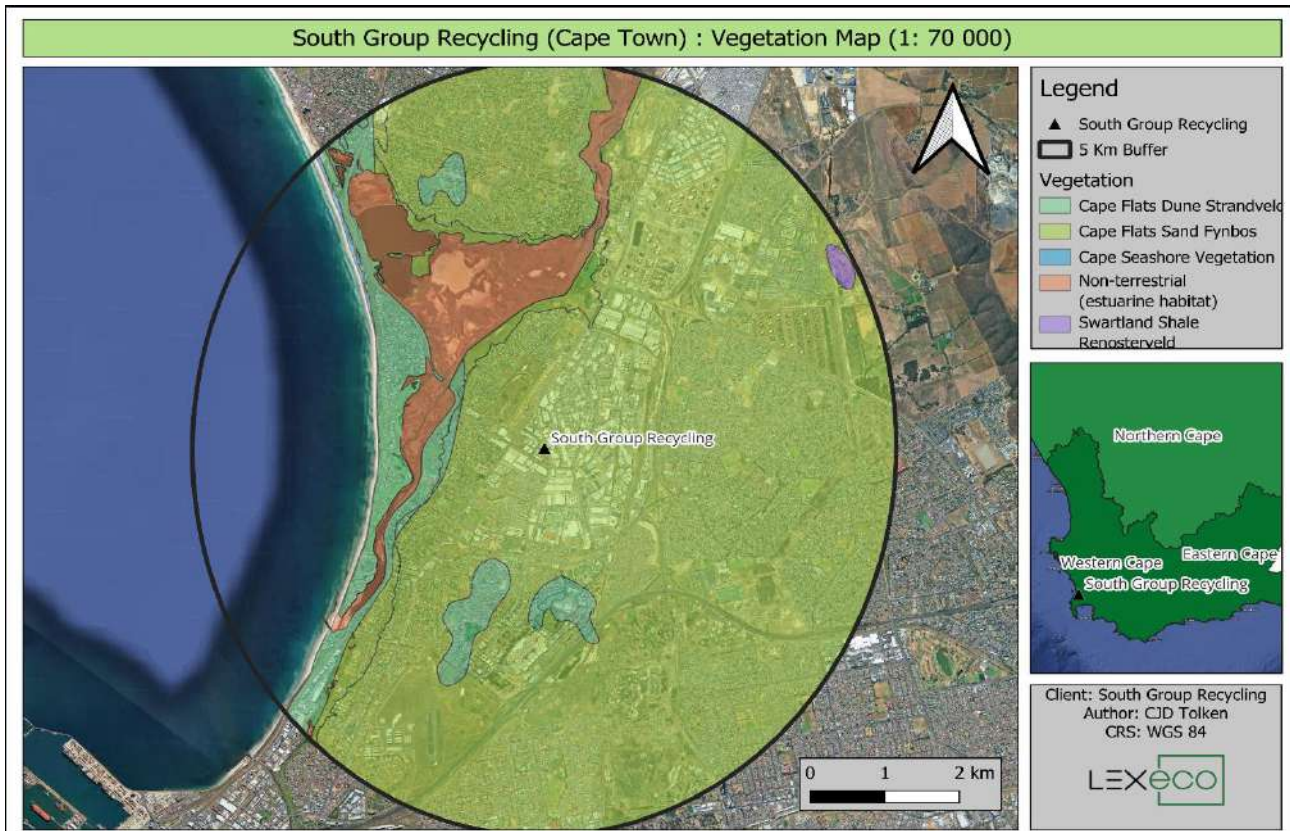 South Group Recycling (Cape Town) : Vegetation Map (1: 70 000)
South Group Recycling
0 1 2 km
Legend
South Group Recycling
5 Km Buffer
Vegetation
Cape Flats Dune Strandveld
Cape Flats Sand Fynbos
Cape Seashore Vegetation
Non-terrestrial
(estuarine habitat)
Swartland Shale
Renosterveld
Northern Cape
Western Cape
Eastern Cape
South Group Recycling
Client: South Group Recycling
Author: CJD Tolken
CRS: WGS 84
LEXeco